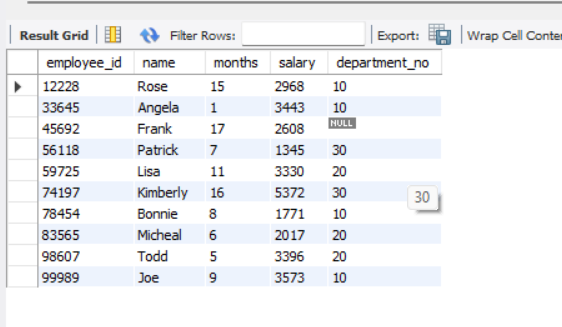 Result Grid Filter Rows: Export: Wrap Cell Conter
employee_id name months salary department_no
12228 Rose 15 2968 10
33645 Angela 1 3443 10
45692 Frank 17 2608 NULL
56118 Patrick 7 1345 30
59725 Lisa 11 3330 20
74197 Kimberly 16 5372 30
30
78454 Bonnie 8 1771 10
83565 Micheal 6 2017 20
98607 Todd 5 3396 20
99989 Joe 9 3573 10